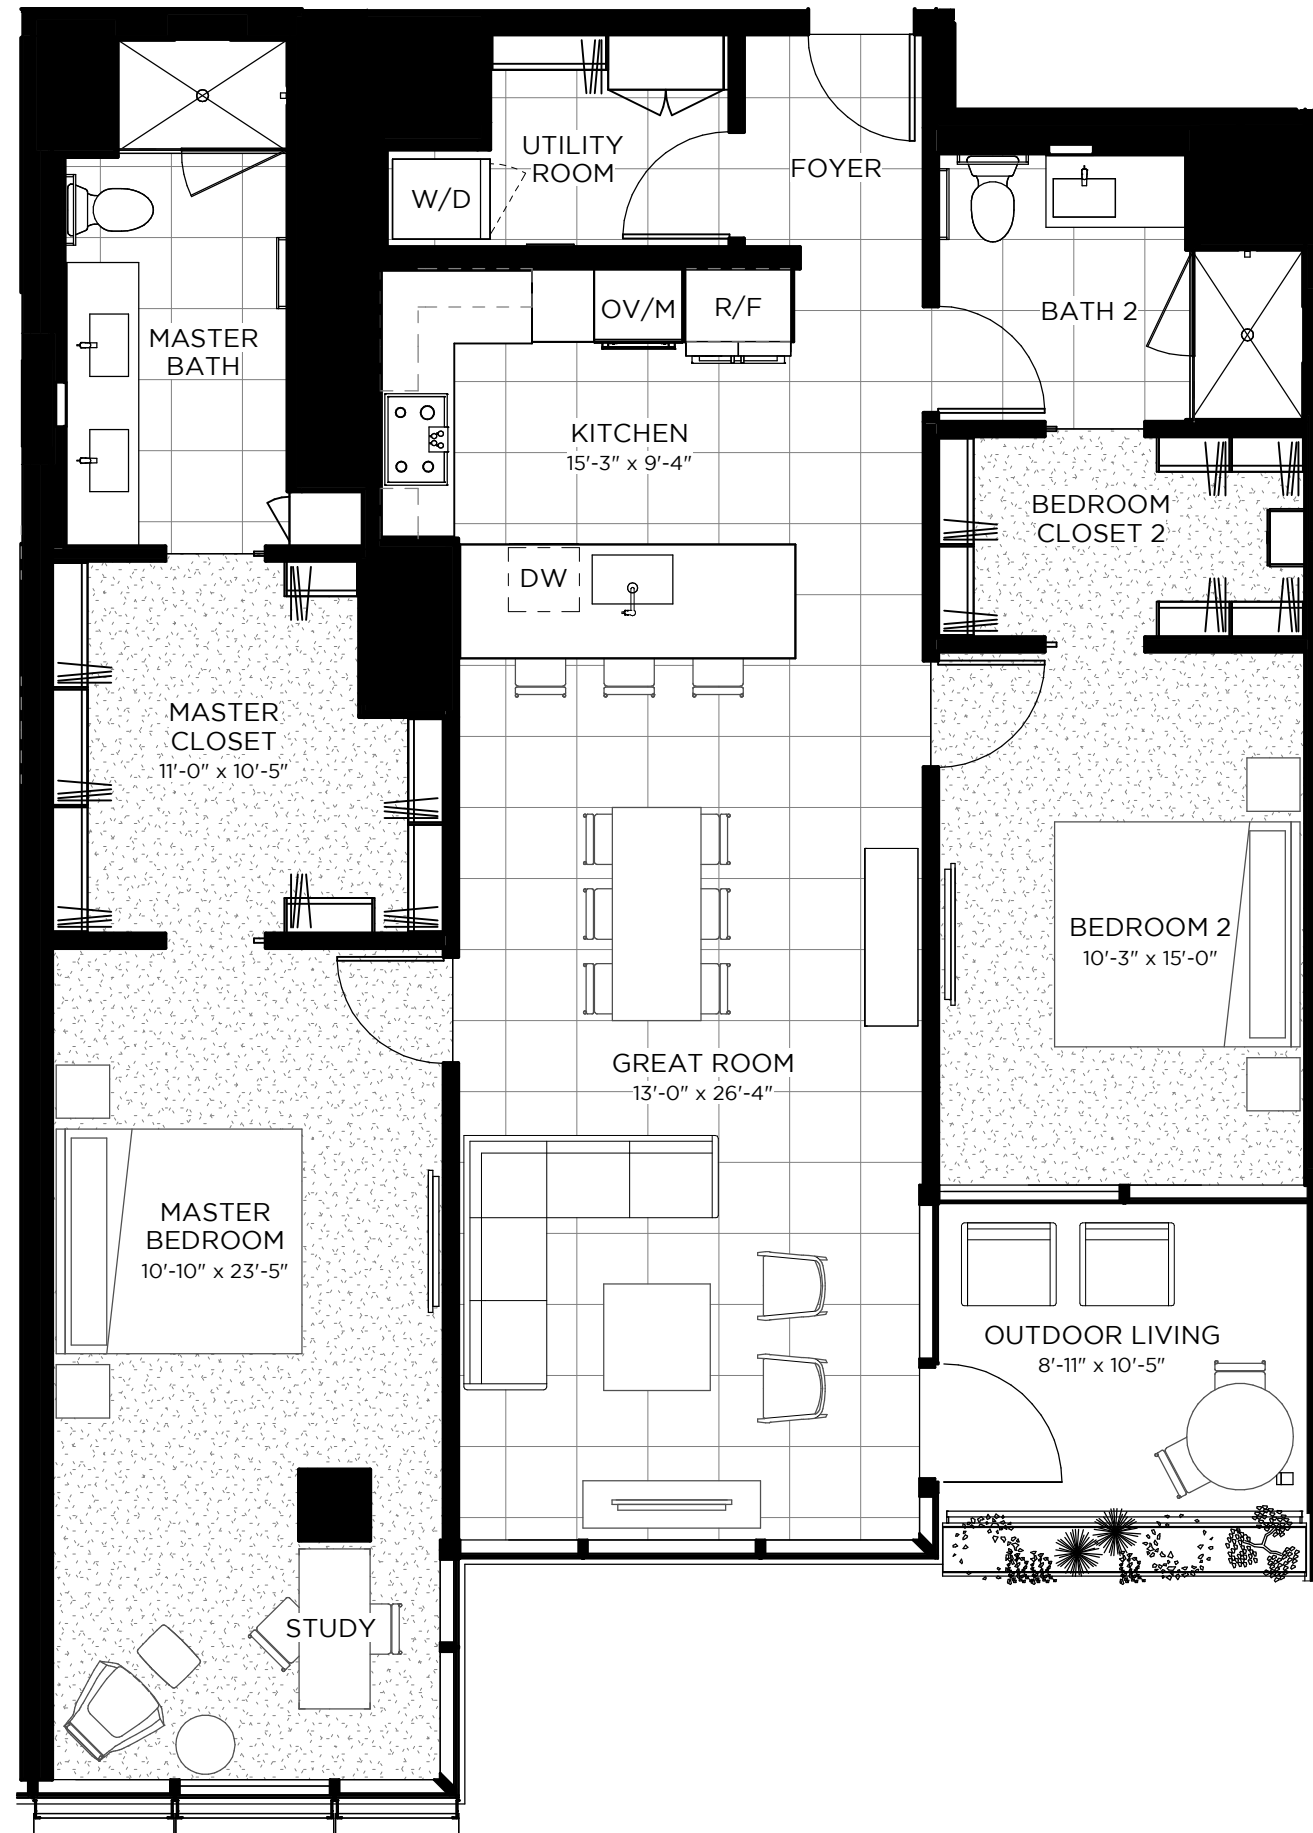 UTILITY
ROOM
FOYER
W/D
OV/M
R/F
BATH 2
MASTER
BATH
KITCHEN
15'-3" x 9'-4"
BEDROOM
CLOSET 2
DW
MASTER
CLOSET
11'-0" x 10'-5"
BEDROOM 2
10'-3" x 15'-0"
GREAT ROOM
13'-0" x 26'-4"
MASTER
BEDROOM
10'-10" x 23'-5"
OUTDOOR LIVING
8'-11" x 10'-5"
STUDY